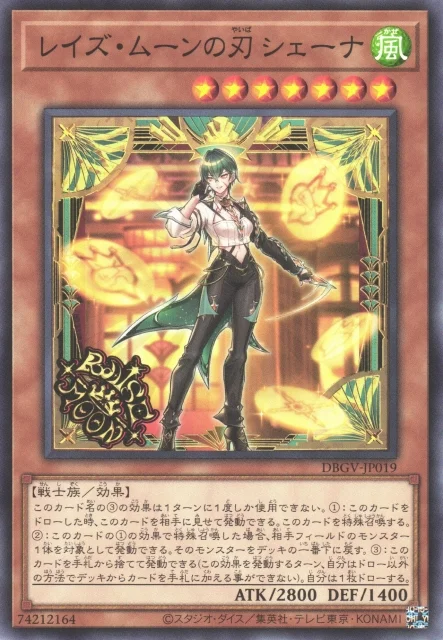 レイズ・ムーンの刃 シェーナ
風
DBGV-JP019
【戦士族/効果】
このカード名の③の効果は1ターンに1度しか使用できない。①:このカードを
ドローした時、このカードを相手に見せて発動できる。このカードを特殊召喚する。
②:このカードの①の効果で特殊召喚した場合、相手フィールドのモンスター
1体を対象として発動できる。そのモンスターをデッキの一番下に戻す。③:こ
のカードを手札から捨てて発動できる(この効果を発動するターン、自分はドロー以外
の方法でデッキからカードを手札に加える事ができない)。自分は1枚ドローする。
ATK/2800 DEF/1400
74212164
©スタジオ・ダイス/集英社・テレビ東京・KONAMI